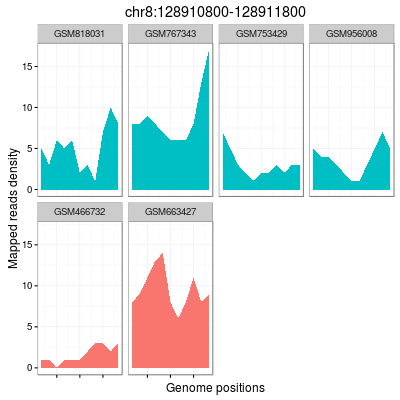 chr8:128910800-128911800
GSM818031 GSM767343 GSM753429 GSM956008
15
10
5
0
GSM466732 GSM663427
15
10
5
0
Mapped reads density
Genome positions